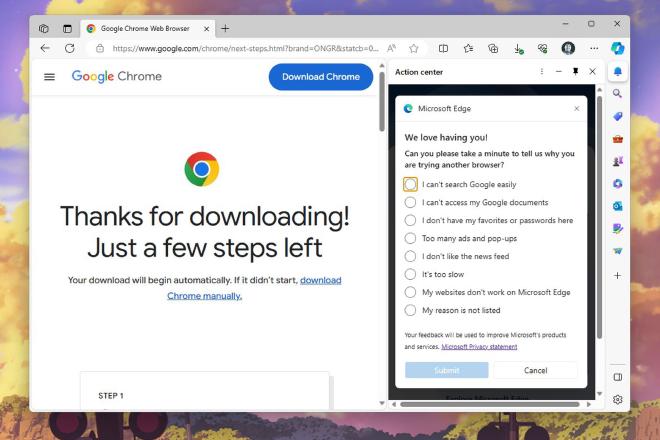 Google Chrome Web Browser
https://www.google.com/chrome/next-steps.html?brand=ONGR&statcb=0...
Google Chrome
Download Chrome
Thanks for downloading!
Just a few steps left
Your download will begin automatically. If it didn't start, download
Chrome manually.
STEP 1
Action center
Microsoft Edge
We love having you!
Can you please take a minute to tell us why you
are trying another browser?
I can't search Google easily
I can't access my Google documents
I don't have my favorites or passwords here
Too many ads and pop-ups
I don't like the news feed
It's too slow
My websites don't work on Microsoft Edge
My reason is not listed
Your feedback will be used to improve Microsoft's products
and services. Microsoft Privacy statement
Submit
Cancel
Explore Microsoft Edge